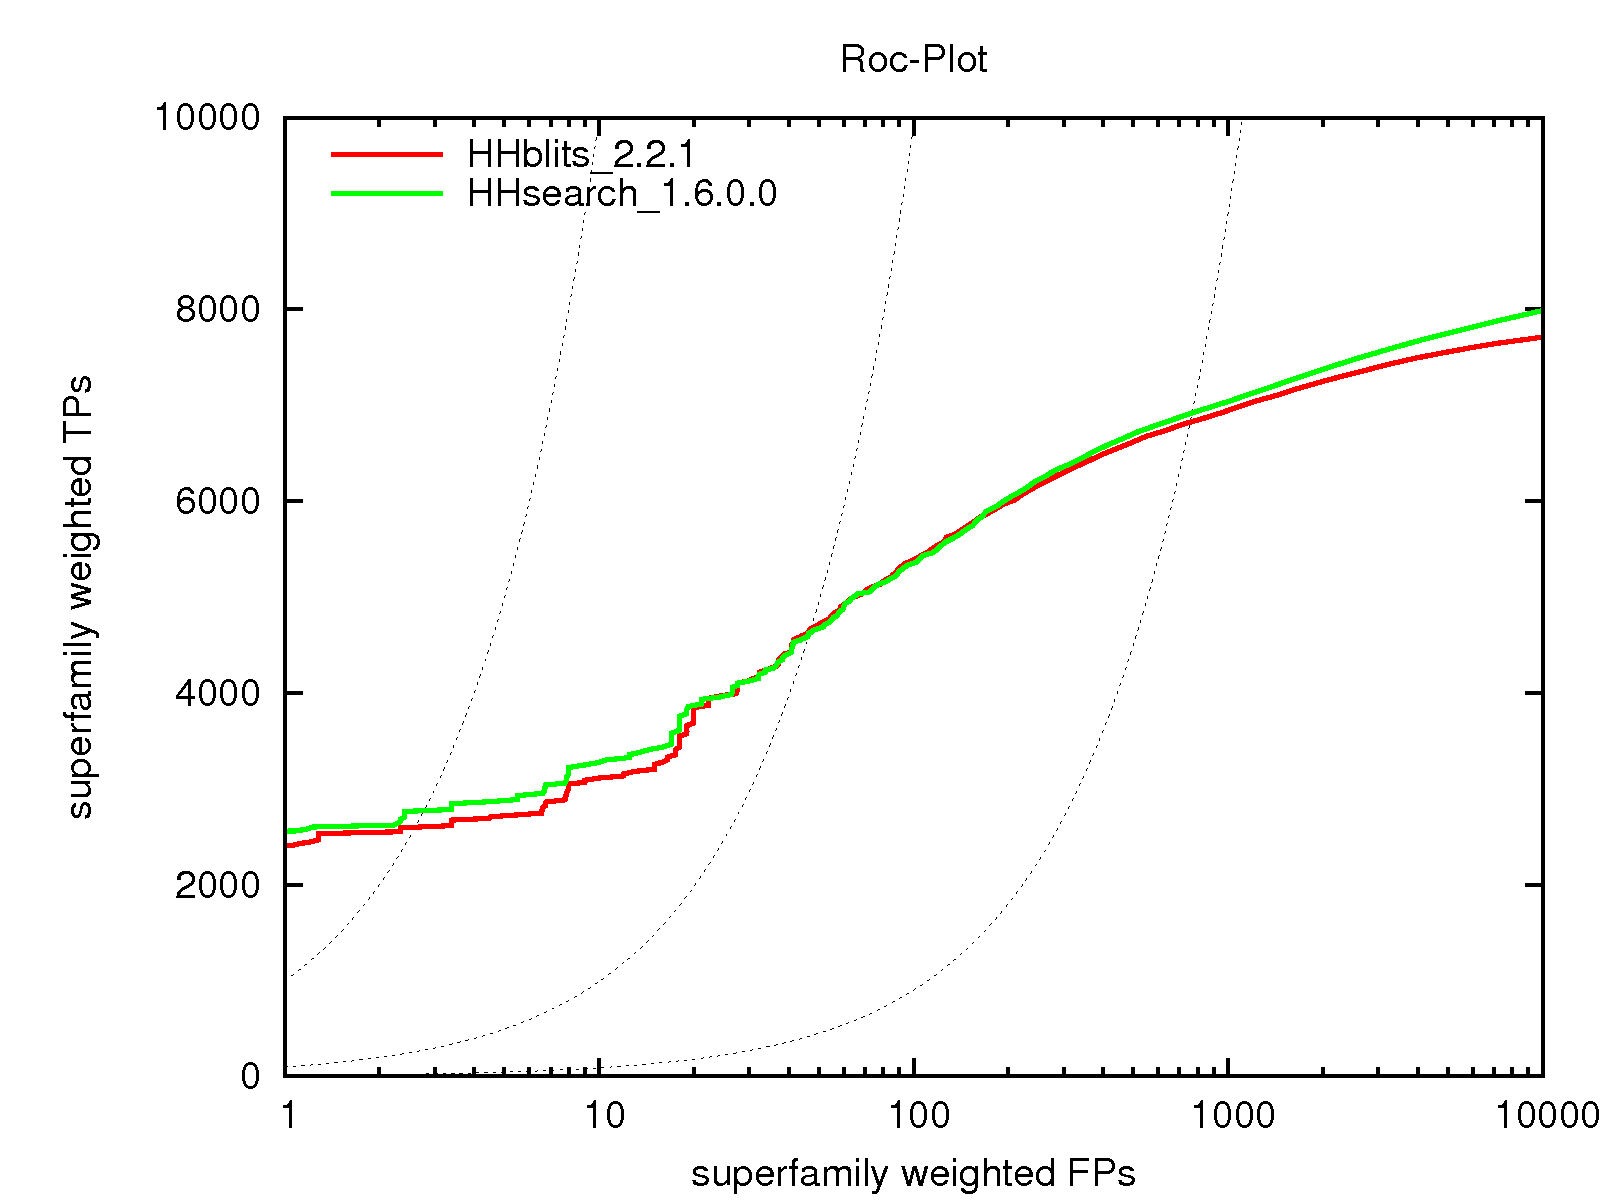 Roc-Plot
10000
8000
6000
4000
2000
0
HHblits_2.2.1
HHsearch_1.6.0.0
superfamily weighted TPs
1 10 100 1000 10000
superfamily weighted FPs